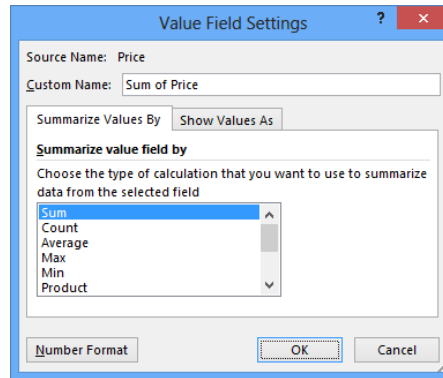 Value Field Settings ? ×
Source Name: Price
Custom Name: Sum of Price
Summarize Values By Show Values As
Summarize value field by
Choose the type of calculation that you want to use to summarize
data from the selected field
Sum
Count
Average
Max
Min
Product
Number Format OK Cancel